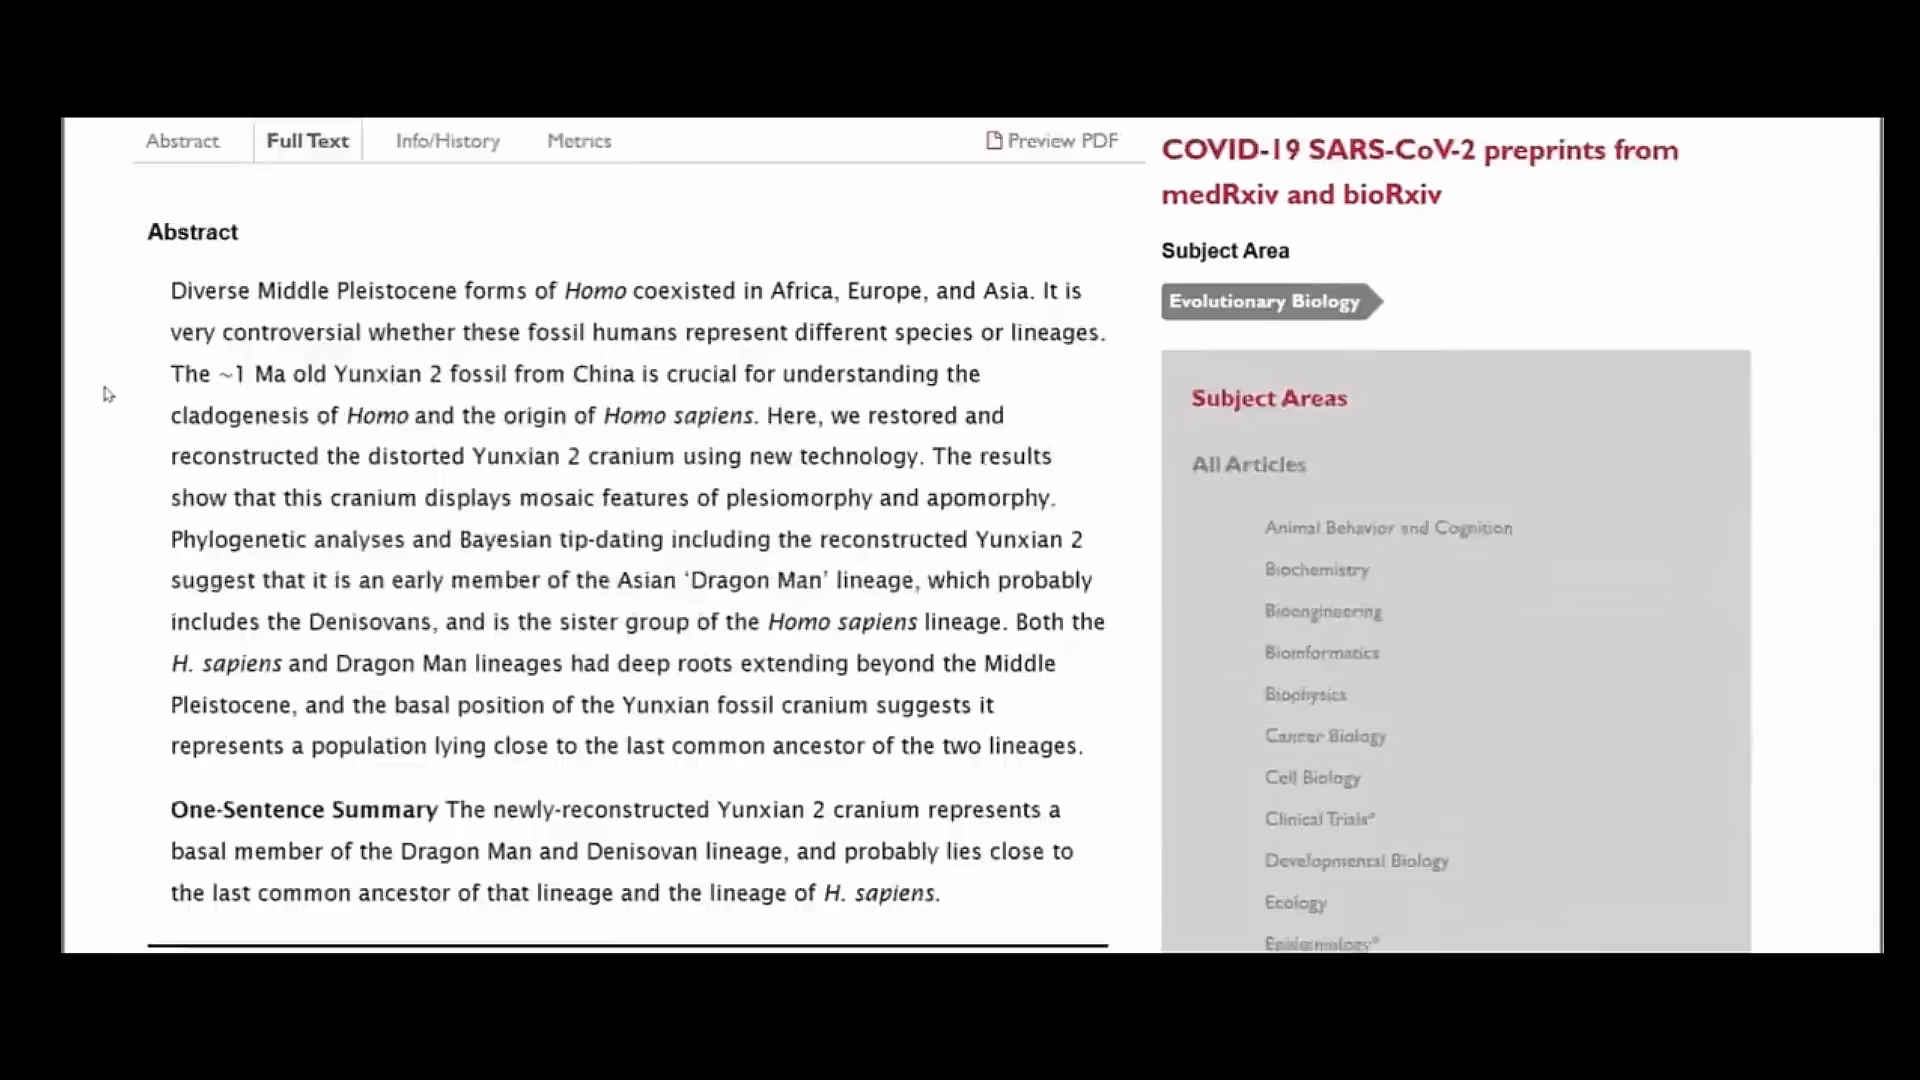 Abstract
Full Text
Info/History
Metrics
Preview PDF
Abstract
Diverse Middle Pleistocene forms of Homo coexisted in Africa, Europe, and Asia. It is
very controversial whether these fossil humans represent different species or lineages.
The ~1 Ma old Yunxian 2 fossil from China is crucial for understanding the
cladogenesis of Homo and the origin of Homo sapiens. Here, we restored and
reconstructed the distorted Yunxian 2 cranium using new technology. The results
show that this cranium displays mosaic features of plesiomorphy and apomorphy.
Phylogenetic analyses and Bayesian tip-dating including the reconstructed Yunxian 2
suggest that it is an early member of the Asian ‘Dragon Man’ lineage, which probably
includes the Denisovans, and is the sister group of the Homo sapiens lineage. Both the
H. sapiens and Dragon Man lineages had deep roots extending beyond the Middle
Pleistocene, and the basal position of the Yunxian fossil cranium suggests it
represents a population lying close to the last common ancestor of the two lineages.
One-Sentence Summary The newly-reconstructed Yunxian 2 cranium represents a
basal member of the Dragon Man and Denisovan lineage, and probably lies close to
the last common ancestor of that lineage and the lineage of H. sapiens.
COVID-19 SARS-CoV-2 preprints from
medRxiv and bioRxiv
Subject Area
Evolutionary Biology
Subject Areas
All Articles
Animal Behavior and Cognition
Biochemistry
Bioengineering
Bioinformatics
Biophysics
Cancer Biology
Cell Biology
Clinical Trials*
Developmental Biology
Ecology
Epidemiology*